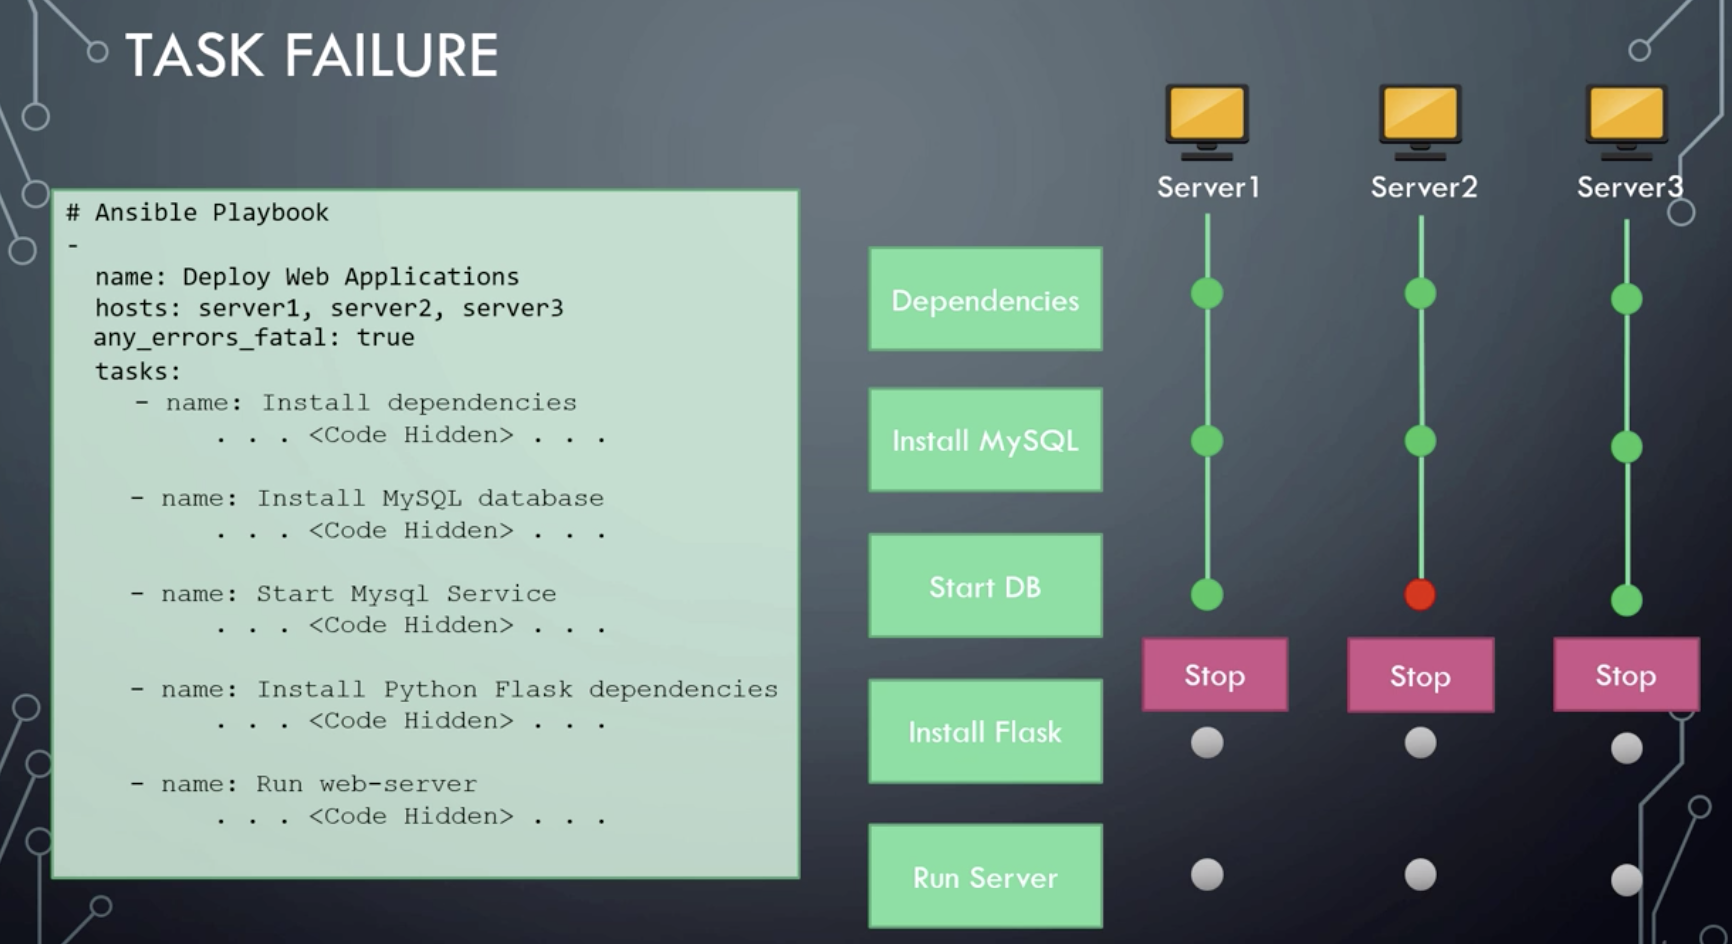 TASK FAILURE
# Ansible Playbook
-
name: Deploy Web Applications
hosts: server1, server2, server3
any_errors_fatal: true
tasks:
- name: Install dependencies
. . . <Code Hidden> . . .
- name: Install MySQL database
. . . <Code Hidden> . . .
- name: Start Mysql Service
. . . <Code Hidden> . . .
- name: Install Python Flask dependencies
. . . <Code Hidden> . . .
- name: Run web-server
. . . <Code Hidden> . . .
Server1
Server2
Server3
Dependencies
Install MySQL
Start DB
Stop
Stop
Stop
Install Flask
Run Server